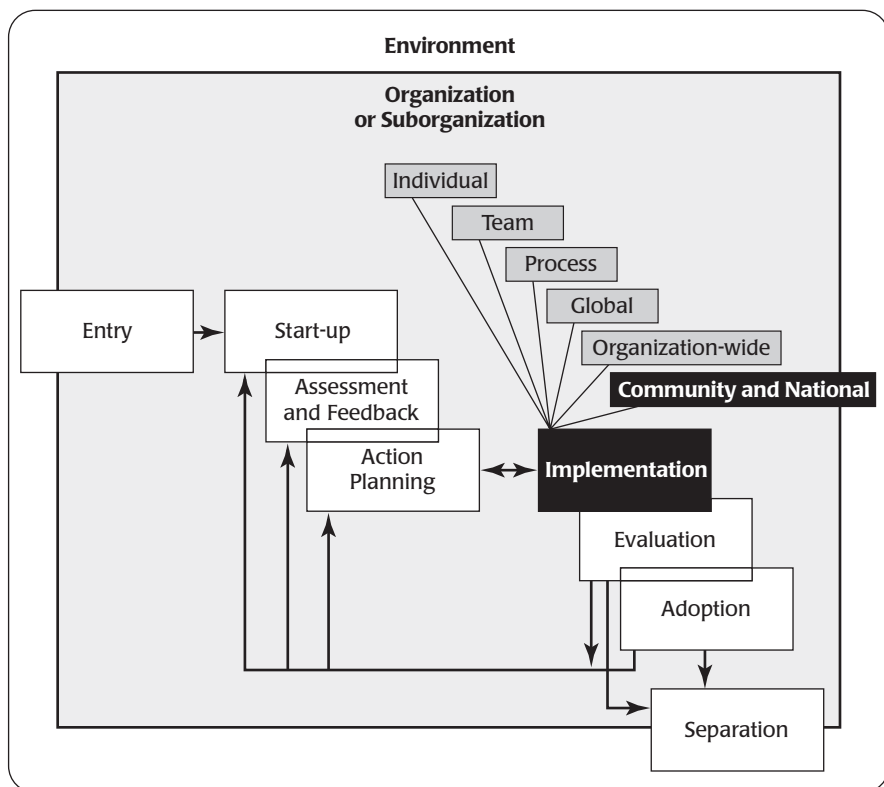 Environment
Organization
or Suborganization
Individual
Team
Process
Global
Organization-wide
Community and National
Entry
Start-up
Assessment
and Feedback
Action
Planning
Implementation
Evaluation
Adoption
Separation